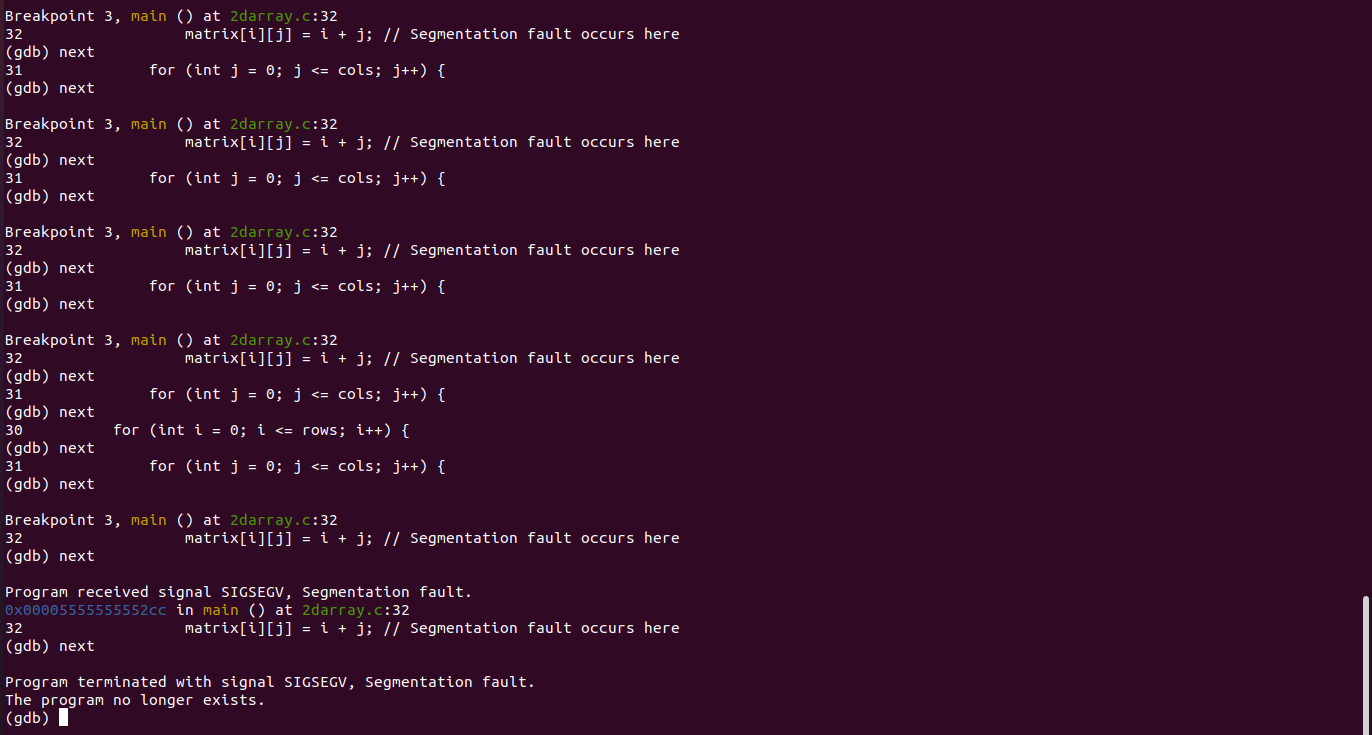 Breakpoint 3, main () at 2darray.c:32
32                  matrix[i][j] = i + j; // Segmentation fault occurs here
(gdb) next
31              for (int j = 0; j <= cols; j++) {
(gdb) next

Breakpoint 3, main () at 2darray.c:32
32                  matrix[i][j] = i + j; // Segmentation fault occurs here
(gdb) next
31              for (int j = 0; j <= cols; j++) {
(gdb) next

Breakpoint 3, main () at 2darray.c:32
32                  matrix[i][j] = i + j; // Segmentation fault occurs here
(gdb) next
31              for (int j = 0; j <= cols; j++) {
(gdb) next

Breakpoint 3, main () at 2darray.c:32
32                  matrix[i][j] = i + j; // Segmentation fault occurs here
(gdb) next
31              for (int j = 0; j <= cols; j++) {
(gdb) next
30          for (int i = 0; i <= rows; i++) {
(gdb) next
31              for (int j = 0; j <= cols; j++) {
(gdb) next

Breakpoint 3, main () at 2darray.c:32
32                  matrix[i][j] = i + j; // Segmentation fault occurs here
(gdb) next

Program received signal SIGSEGV, Segmentation fault.
0x00005555555552cc in main () at 2darray.c:32
32                  matrix[i][j] = i + j; // Segmentation fault occurs here
(gdb) next

Program terminated with signal SIGSEGV, Segmentation fault.
The program no longer exists.
(gdb)